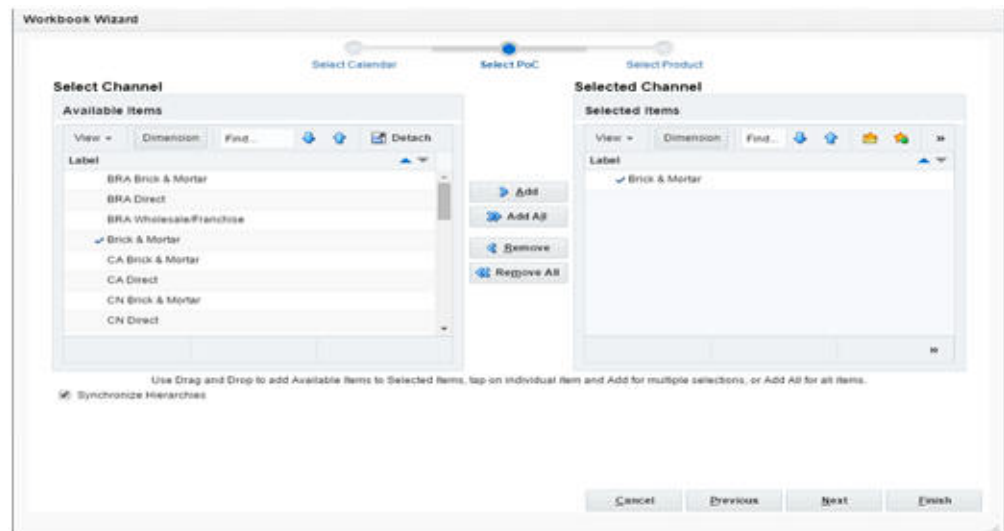 Workbook Wizard
Select Calendar
Select PoC
Select Product
Select Channel
Available Items
View
Dimension
Find...
Detach
Label
BRA Brick & Mortar
BRA Direct
BRA Wholesale/Franchise
Brick & Mortar
CA Brick & Mortar
CA Direct
CN Brick & Mortar
CN Direct
Add
Add All
Remove
Remove All
Selected Channel
Selected Items
View
Dimension
Find...
»
Label
Brick & Mortar
»
Use Drag and Drop to add Available Items to Selected Items, tap on individual item and Add for multiple selections, or Add All for all items.
Synchronize Hierarchies
Cancel
Previous
Next
Finish